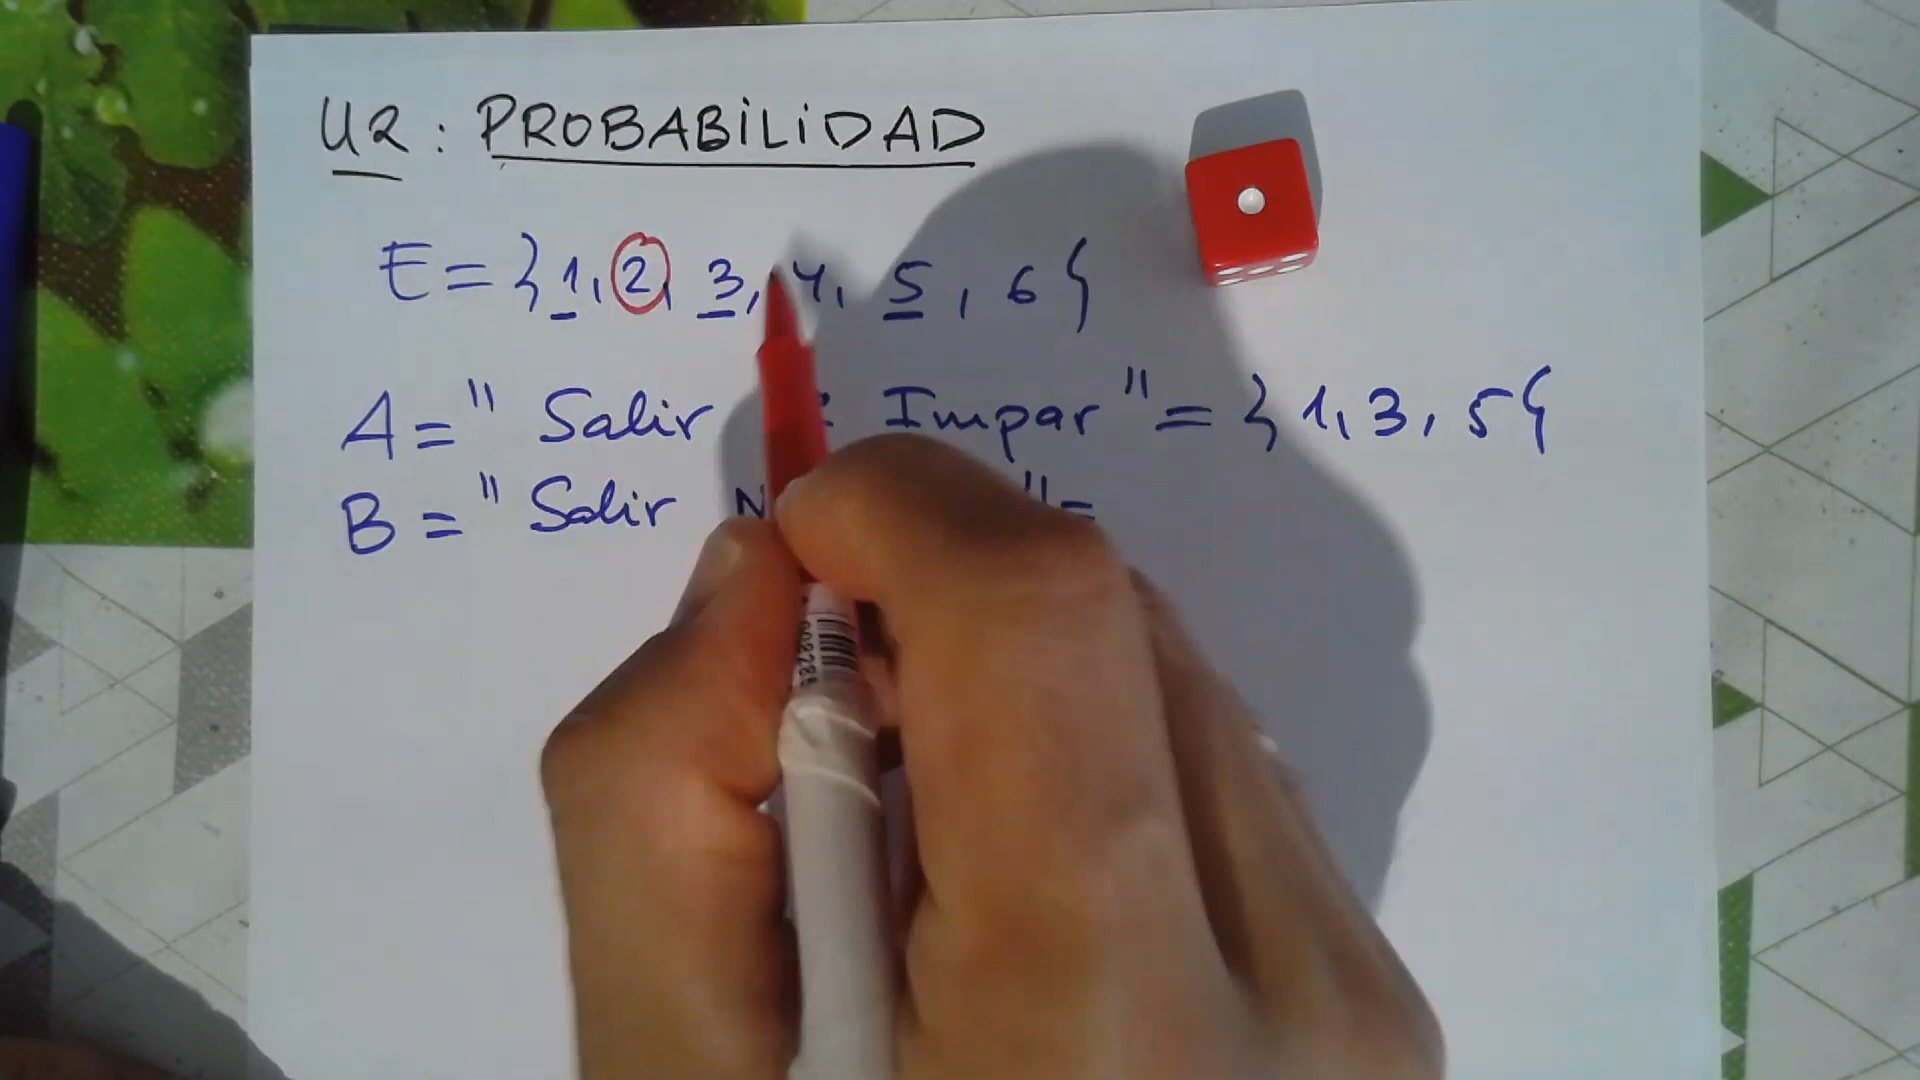 U2: PROBABILIDAD
E = {1, 2, 3, 4, 5, 6}
A = " Salir Impar " = {1, 3, 5}
B = " Salir " =